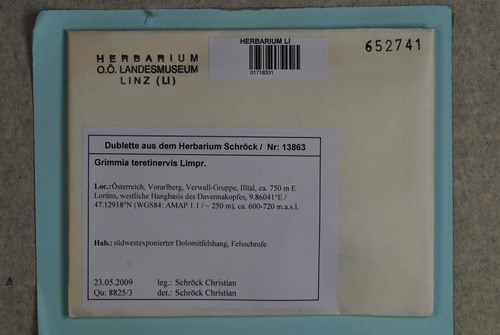 HERBARIUM
O.Ö. LANDESMUSEUM
LINZ (LI)
HERBARIUM LI
01718331
652741
Dublette aus dem Herbarium Schröck / Nr: 13863
Grimmia teretinervis Limpr.
Loc.: Österreich, Vorarlberg, Verwall-Gruppe, Illtal, ca. 750 m E
Lorüns, westliche Hangbasis des Davennakopfes, 9.86041°E /
47.12918°N (WGS84: AMAP 1.1 / ~ 250 m), ca. 600-720 m.a.s.l.
Hab.: südwestexponierter Dolomitfelshang, Felsschrofe
23.05.2009 leg.: Schröck Christian
Qu: 8825/3 det.: Schröck Christian